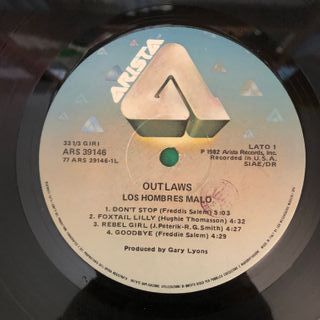 ARISTA
33 1/3 GIRI
ARS 39146
77 ARS 39146-1L
LATO 1
P 1982 Arista Records, Inc.
Recorded in U.S.A.
SIAE/DR
OUTLAWS
LOS HOMBRES MALO
1. DON'T STOP (Freddie Salem) 5:03
2. FOXTAIL LILLY (Hughie Thomasson) 4:32
3. REBEL GIRL (J.Peterik-R.G.Smith) 4:27
4. GOODBYE (Freddie Salem) 4:29
Produced by Gary Lyons